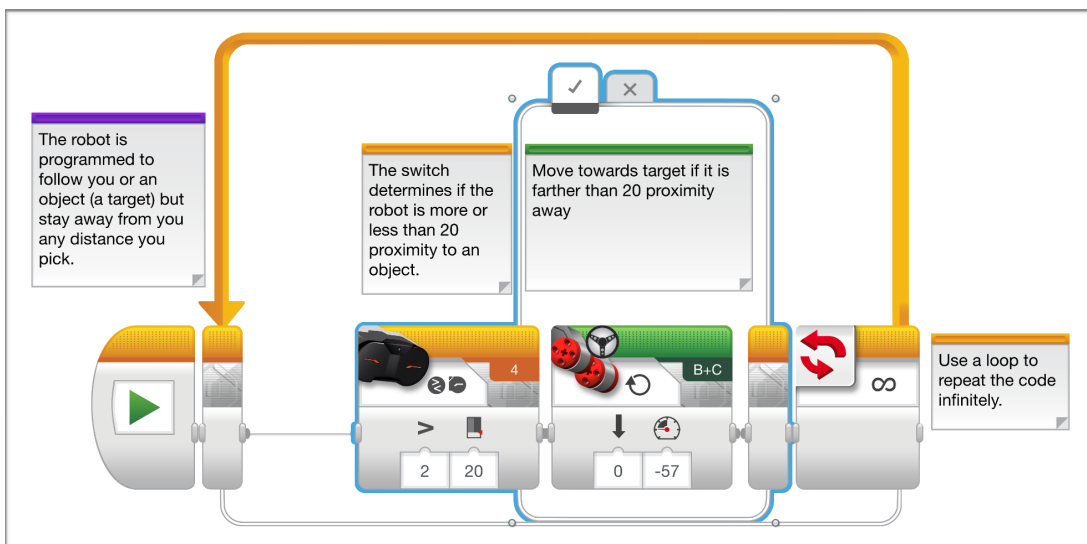 The robot is
programmed to
follow you or an
object (a target) but
stay away from you
any distance you
pick.
The switch
determines if the
robot is more or
less than 20
proximity to an
object.
Move towards target if it is
farther than 20 proximity
away
4
B+C
∞
>
2
20
0
-57
Use a loop to
repeat the code
infinitely.